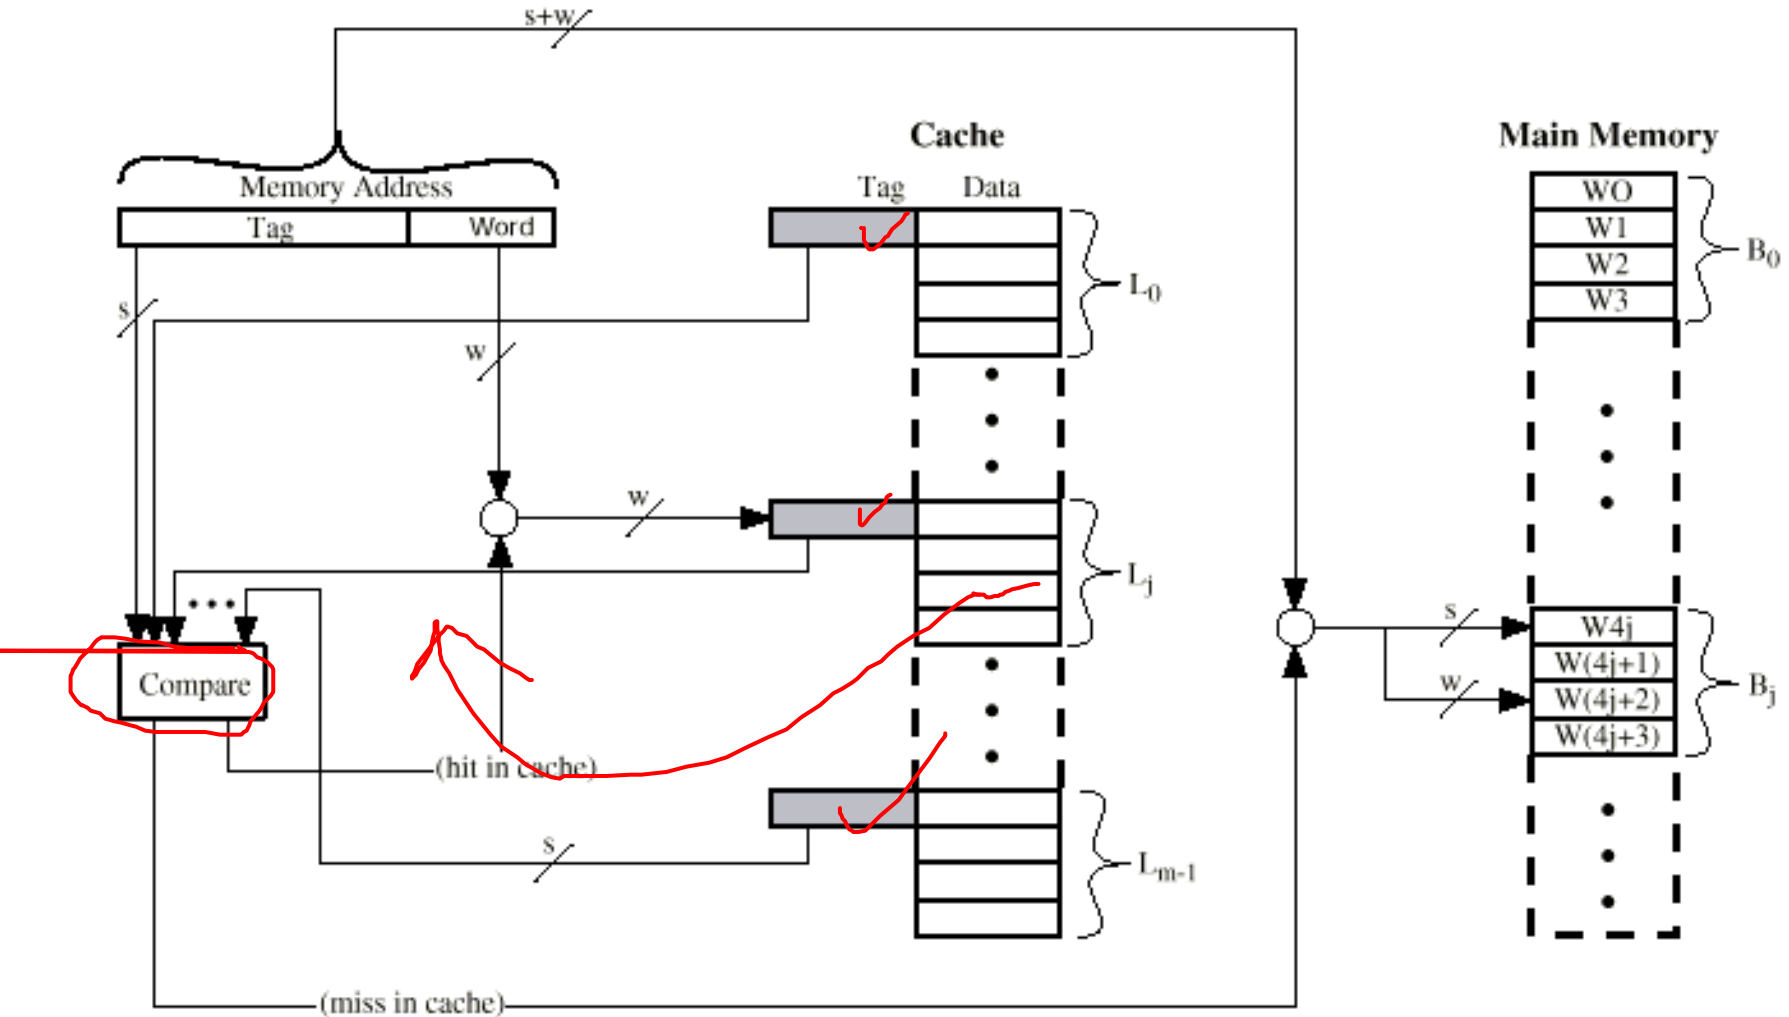 s+w
Cache
Main Memory
Memory Address
Tag Data
Tag Word
W0
W1
W2
W3
B0
L0
s
w
w
Lj
s
W4j
W(4j+1)
w
W(4j+2)
W(4j+3)
Bj
Compare
(hit in cache)
s
Lm-1
(miss in cache)